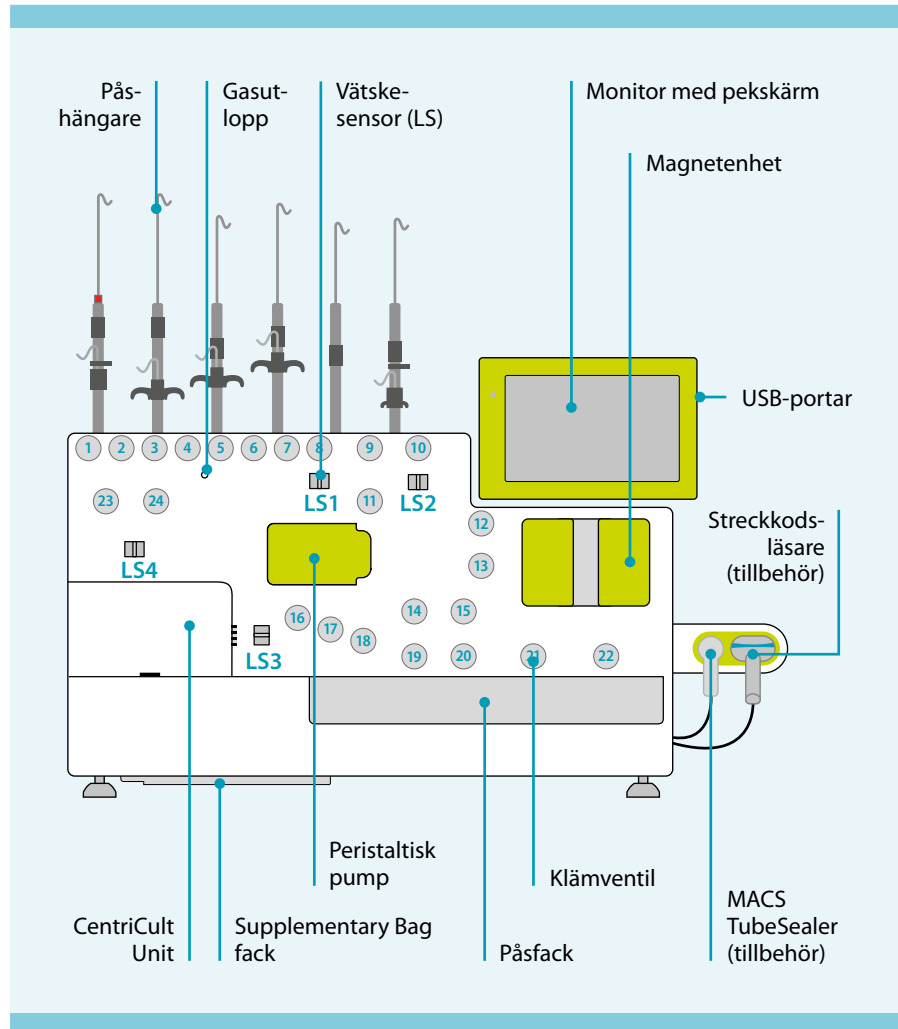 Pås-
hängare
Gasut-
lopp
Vätske-
sensor (LS)
Monitor med pekskärm
Magnetenhet
USB-portar
1 2 3 4 5 6 7 8 9 10
23 24 11
LS1 LS2
12
Streckkods-
läsare
(tillbehör)
LS4
13
16 17 18 14 15
LS3
19 20 21 22
Peristaltisk
pump
Klämventil
MACS
TubeSealer
(tillbehör)
CentriCult
Unit
Supplementary Bag
fack
Påsfack